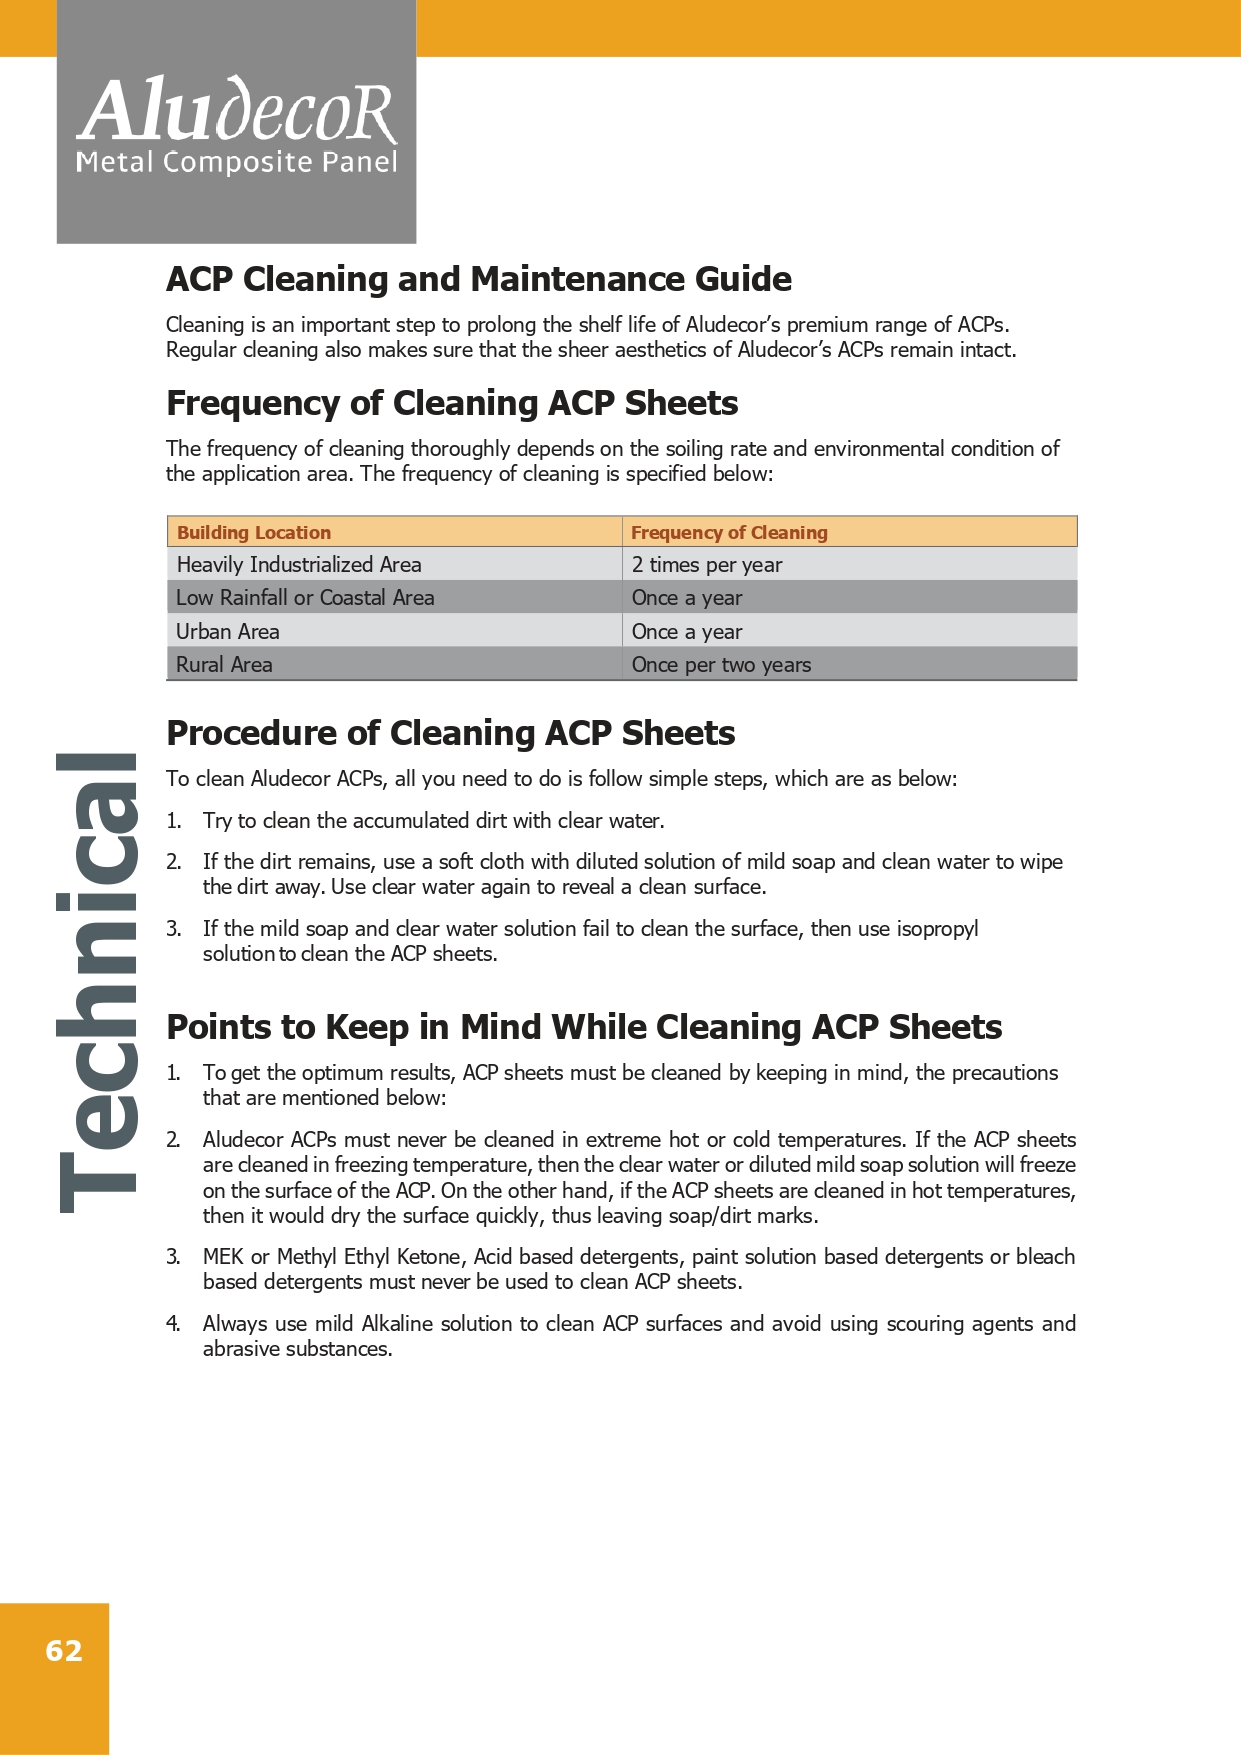 Aludecor
Metal Composite Panel
ACP Cleaning and Maintenance Guide
Cleaning is an important step to prolong the shelf life of Aludecor’s premium range of ACPs.
Regular cleaning also makes sure that the sheer aesthetics of Aludecor’s ACPs remain intact.
Frequency of Cleaning ACP Sheets
The frequency of cleaning thoroughly depends on the soiling rate and environmental condition of
the application area. The frequency of cleaning is specified below:
Building Location Frequency of Cleaning
Heavily Industrialized Area 2 times per year
Low Rainfall or Coastal Area Once a year
Urban Area Once a year
Rural Area Once per two years
Procedure of Cleaning ACP Sheets
To clean Aludecor ACPs, all you need to do is follow simple steps, which are as below:
1. Try to clean the accumulated dirt with clear water.
2. If the dirt remains, use a soft cloth with diluted solution of mild soap and clean water to wipe
the dirt away. Use clear water again to reveal a clean surface.
3. If the mild soap and clear water solution fail to clean the surface, then use isopropyl
solution to clean the ACP sheets.
Points to Keep in Mind While Cleaning ACP Sheets
1. To get the optimum results, ACP sheets must be cleaned by keeping in mind, the precautions
that are mentioned below:
2. Aludecor ACPs must never be cleaned in extreme hot or cold temperatures. If the ACP sheets
are cleaned in freezing temperature, then the clear water or diluted mild soap solution will freeze
on the surface of the ACP. On the other hand, if the ACP sheets are cleaned in hot temperatures,
then it would dry the surface quickly, thus leaving soap/dirt marks.
3. MEK or Methyl Ethyl Ketone, Acid based detergents, paint solution based detergents or bleach
based detergents must never be used to clean ACP sheets.
4. Always use mild Alkaline solution to clean ACP surfaces and avoid using scouring agents and
abrasive substances.
Technical
62